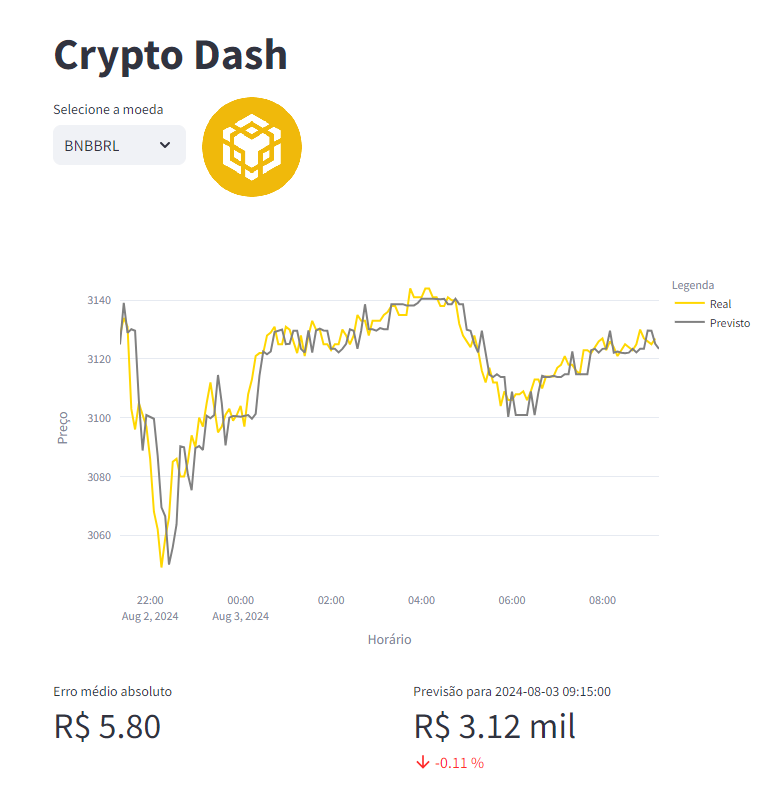 Crypto Dash
Selecione a moeda
BNBBRL
Legenda
Real
Previsto
3140
3120
3100
3080
3060
Preço
22:00 00:00 02:00 04:00 06:00 08:00
Aug 2, 2024 Aug 3, 2024
Horário
Erro médio absoluto
R$ 5.80
Previsão para 2024-08-03 09:15:00
R$ 3.12 mil
-0.11 %